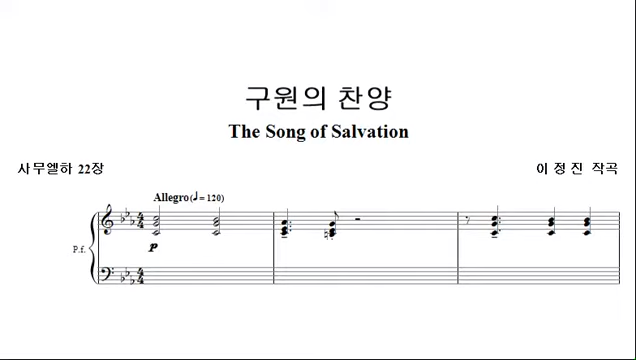 구원의 찬양
The Song of Salvation
사무엘하 22장
이 정 진 작곡
Allegro(♩=120)
P.f.
p